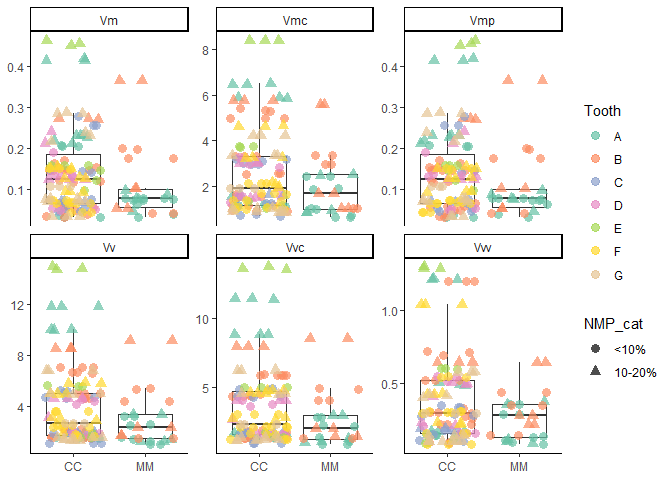 Vm Vmc Vmp
0.4
0.3
0.2
0.1
8
6
4
2
0.4
0.3
0.2
0.1
Vv Vvc Vvv
12
8
4
10
5
1.0
0.5
CC MM CC MM CC MM
Tooth
A
B
C
D
E
F
G
NMP_cat
<10%
10-20%